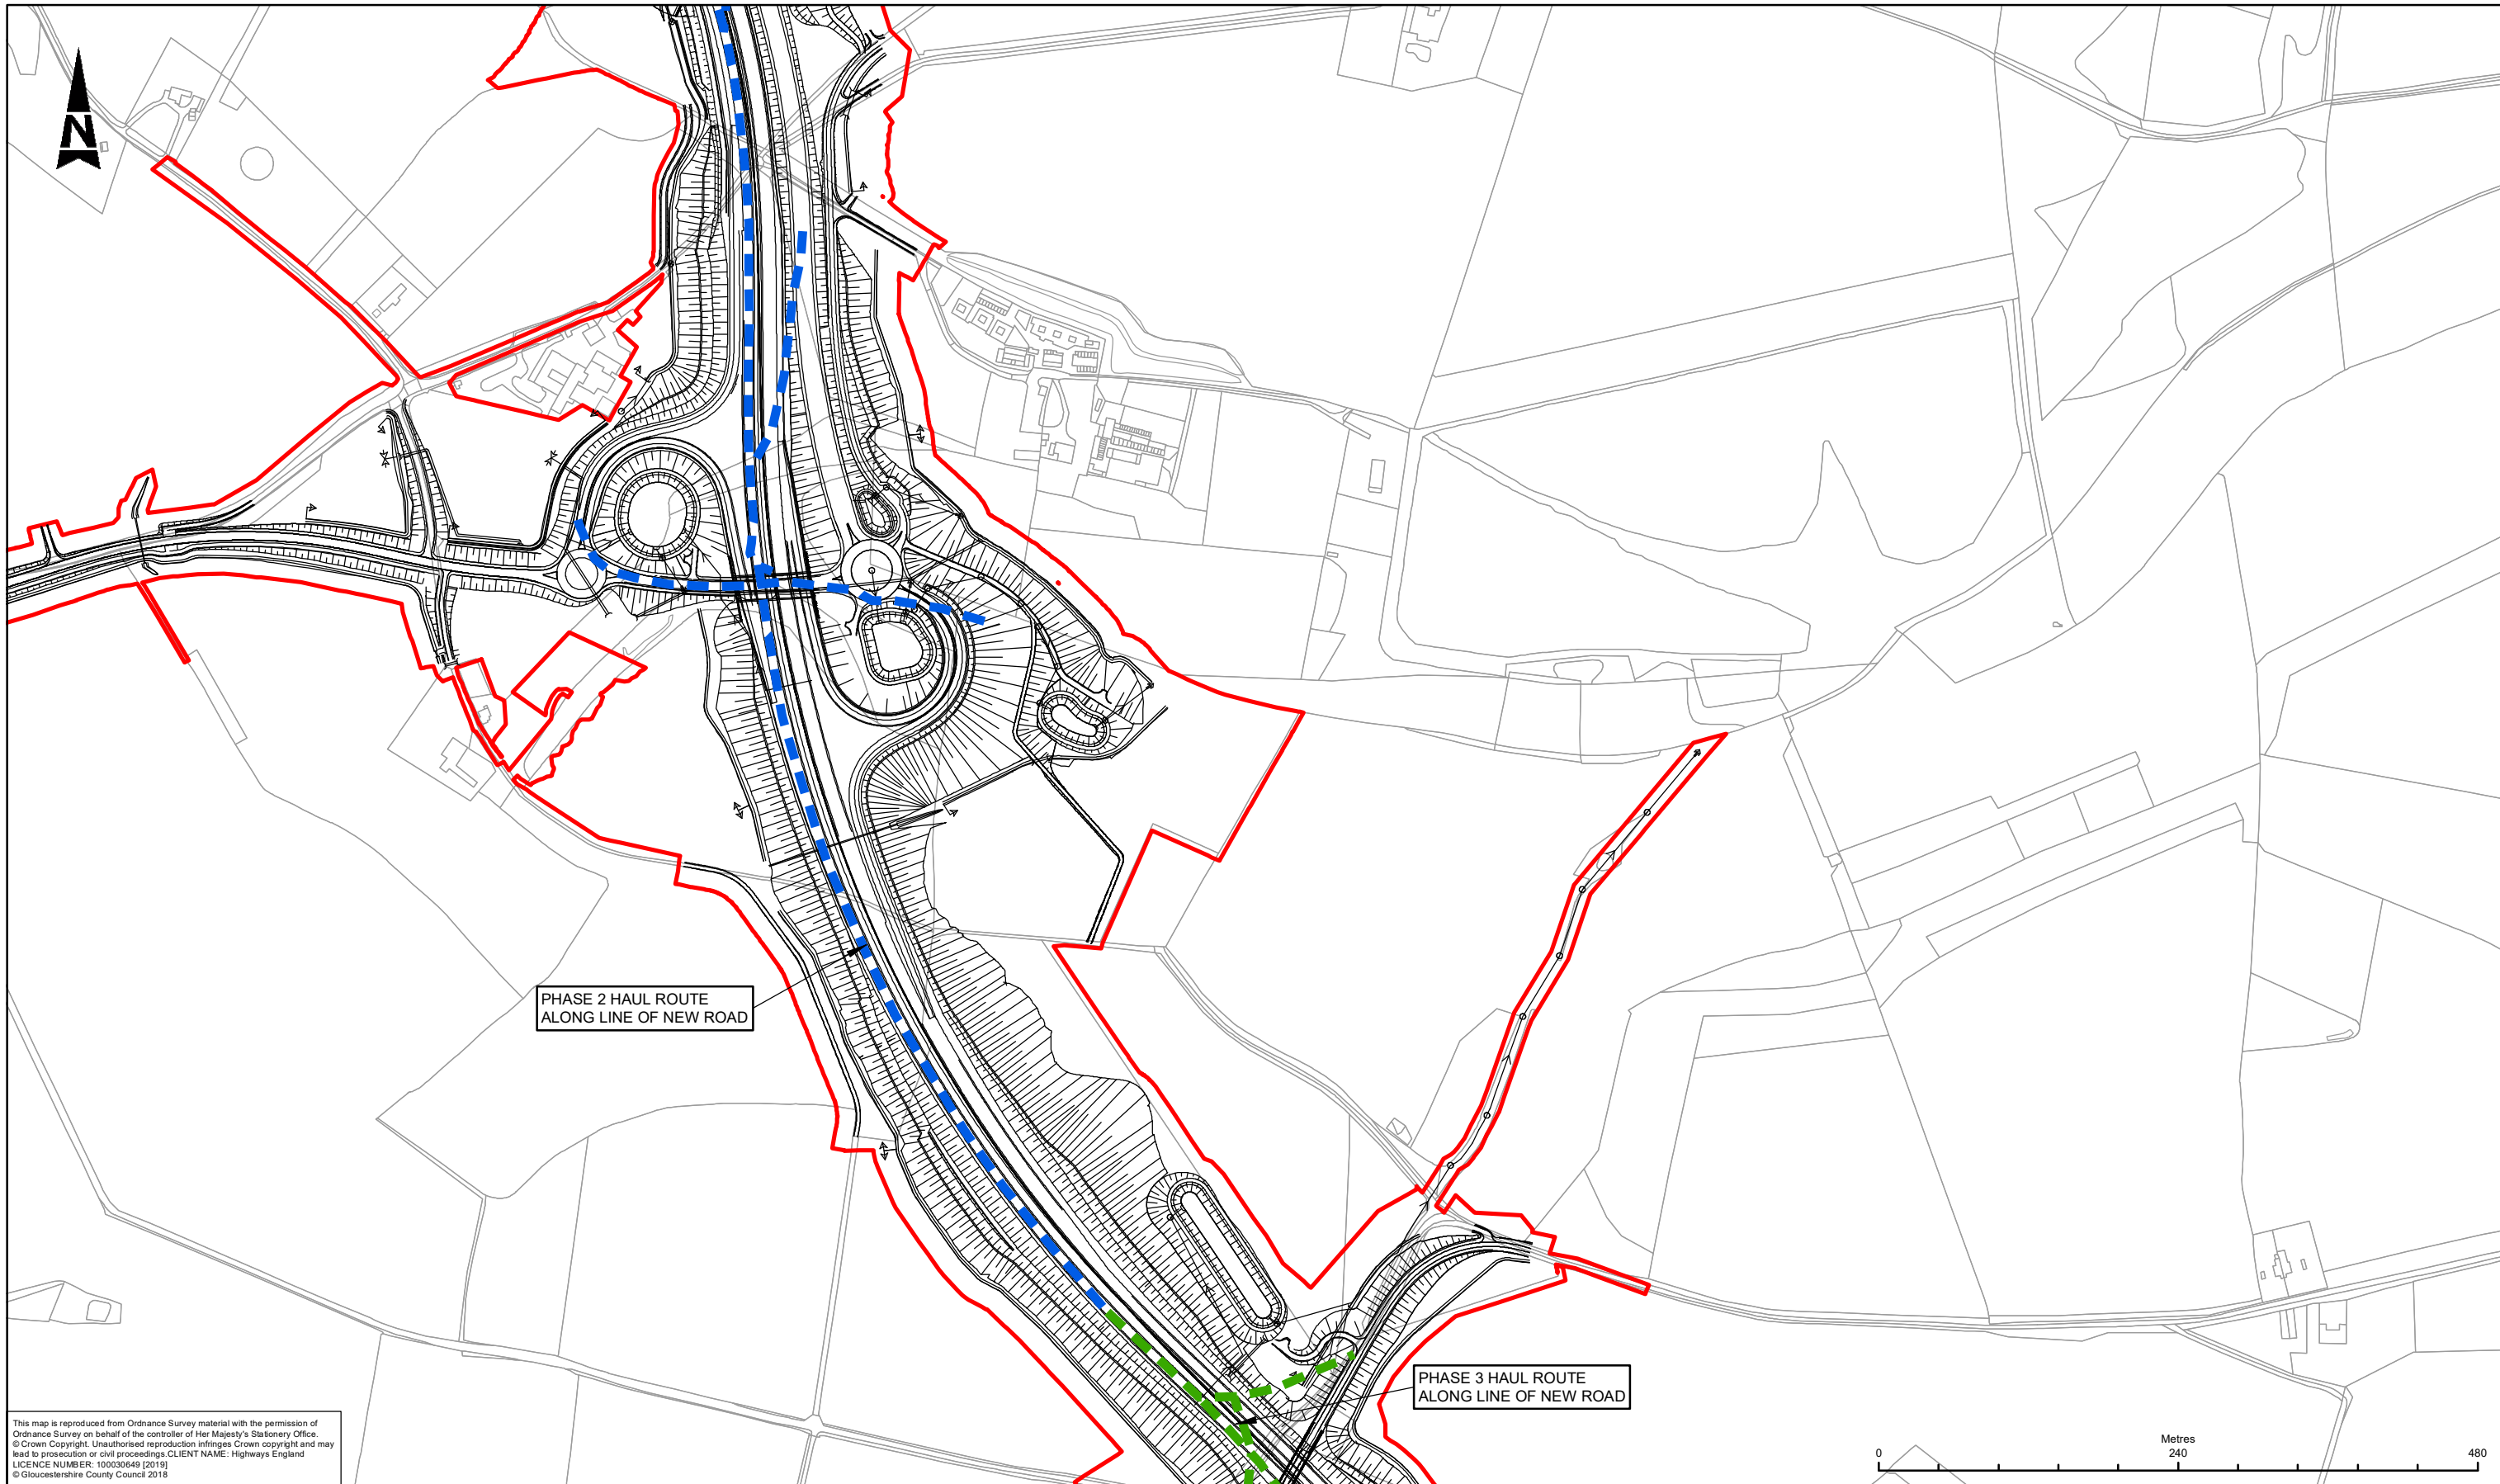 N
PHASE 2 HAUL ROUTE
ALONG LINE OF NEW ROAD
PHASE 3 HAUL ROUTE
ALONG LINE OF NEW ROAD
This map is reproduced from Ordnance Survey material with the permission of
Ordnance Survey on behalf of the controller of Her Majesty's Stationery Office.
© Crown Copyright. Unauthorised reproduction infringes Crown copyright and may
lead to prosecution or civil proceedings.CLIENT NAME: Highways England
LICENCE NUMBER: 100030649 [2019]
© Gloucestershire County Council 2018
Metres
0 240 480